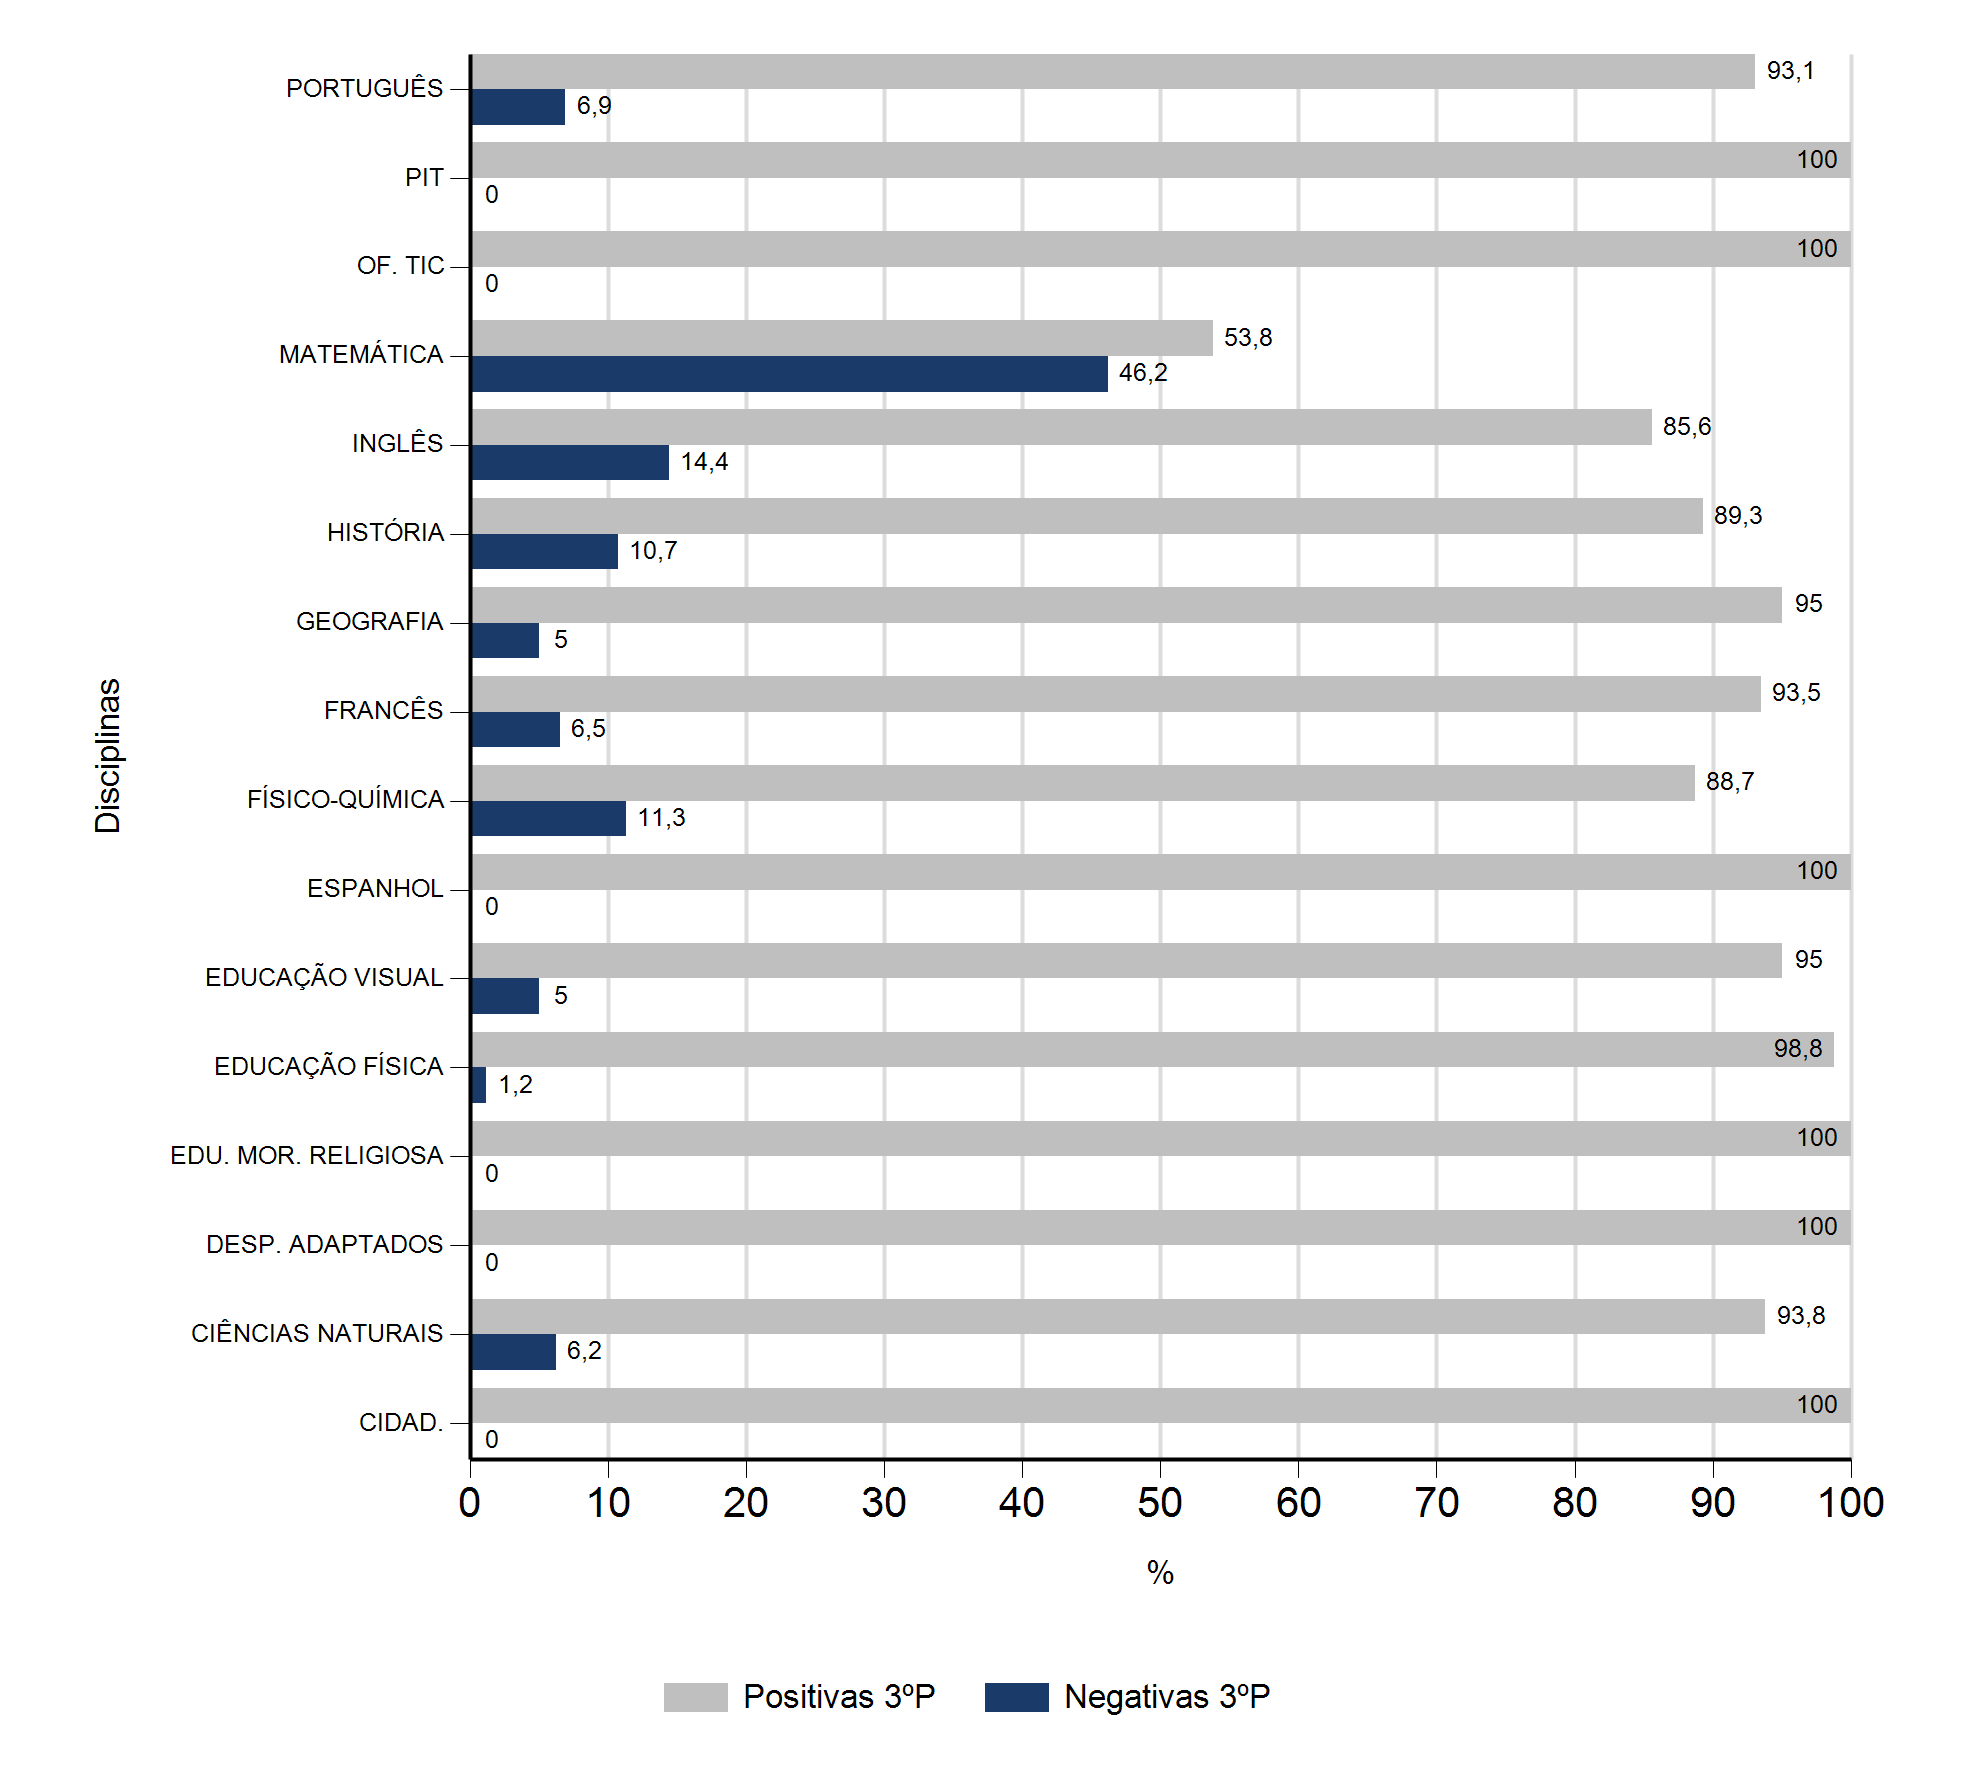 PORTUGUÊS
93,1
6,9
PIT
100
0
OF. TIC
100
0
MATEMÁTICA
53,8
46,2
INGLÊS
85,6
14,4
HISTÓRIA
89,3
10,7
GEOGRAFIA
95
5
FRANCÊS
93,5
6,5
FÍSICO-QUÍMICA
88,7
11,3
ESPANHOL
100
0
EDUCAÇÃO VISUAL
95
5
EDUCAÇÃO FÍSICA
98,8
1,2
EDU. MOR. RELIGIOSA
100
0
DESP. ADAPTADOS
100
0
CIÊNCIAS NATURAIS
93,8
6,2
CIDAD.
100
0
Disciplinas
0 10 20 30 40 50 60 70 80 90 100
%
Positivas 3ºP Negativas 3ºP